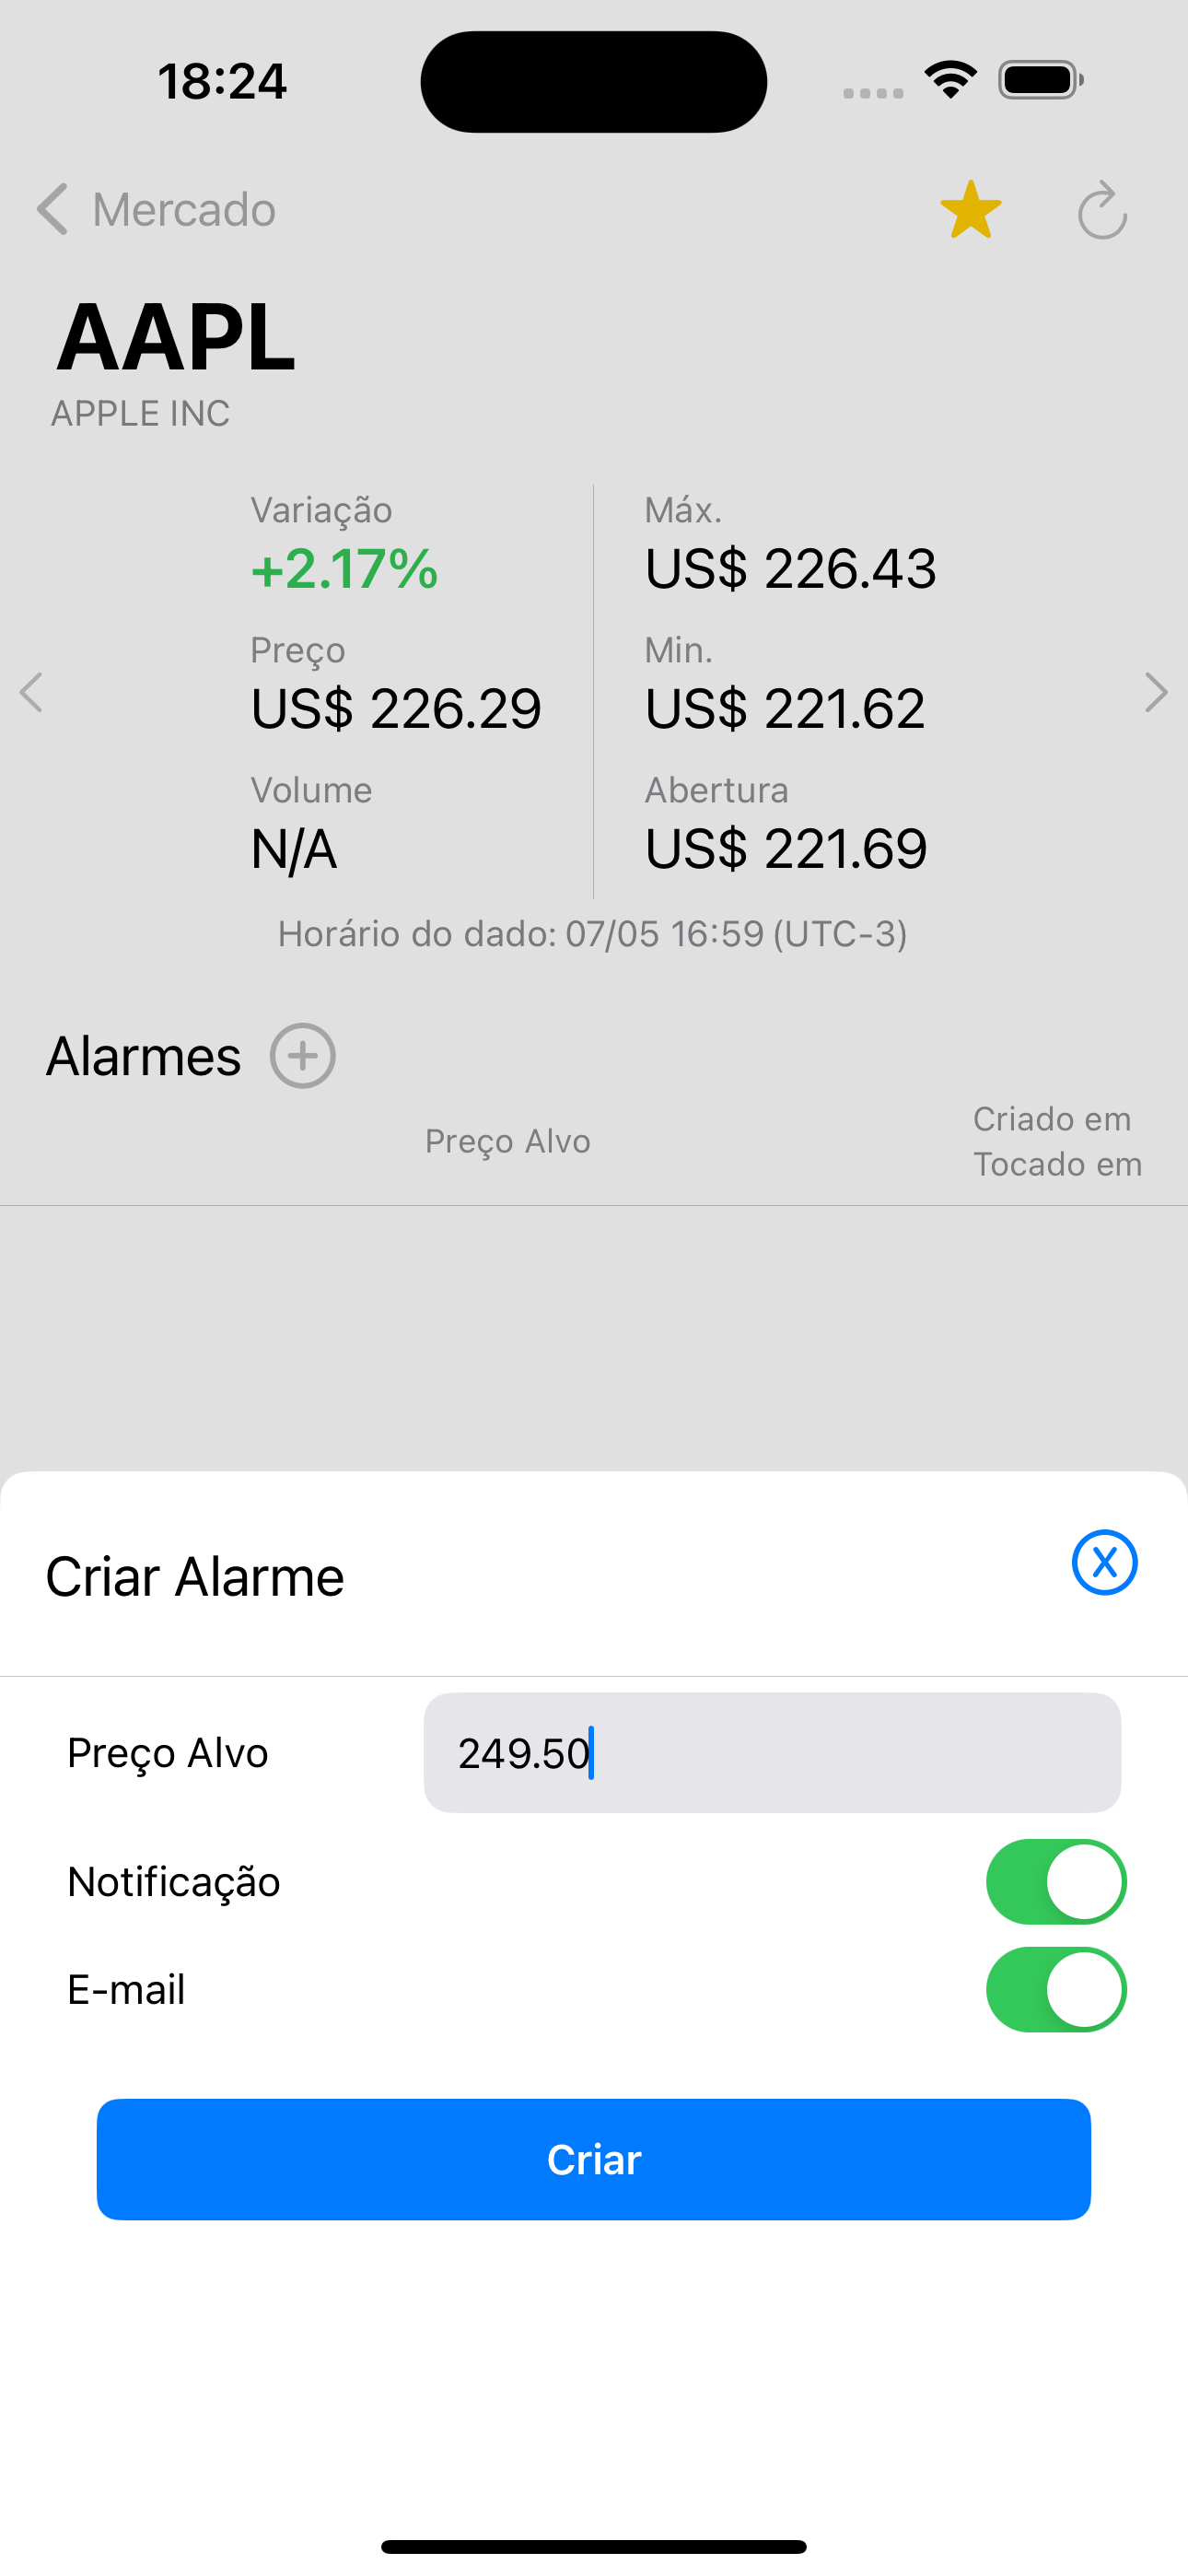 18:24
Mercado
AAPL
APPLE INC
Variação
+2.17%
Máx.
US$ 226.43
Preço
US$ 226.29
Min.
US$ 221.62
Volume
N/A
Abertura
US$ 221.69
Horário do dado: 07/05 16:59 (UTC-3)
Alarmes
Preço Alvo
Criado em
Tocado em
Criar Alarme
Preço Alvo
249.50
Notificação
E-mail
Criar